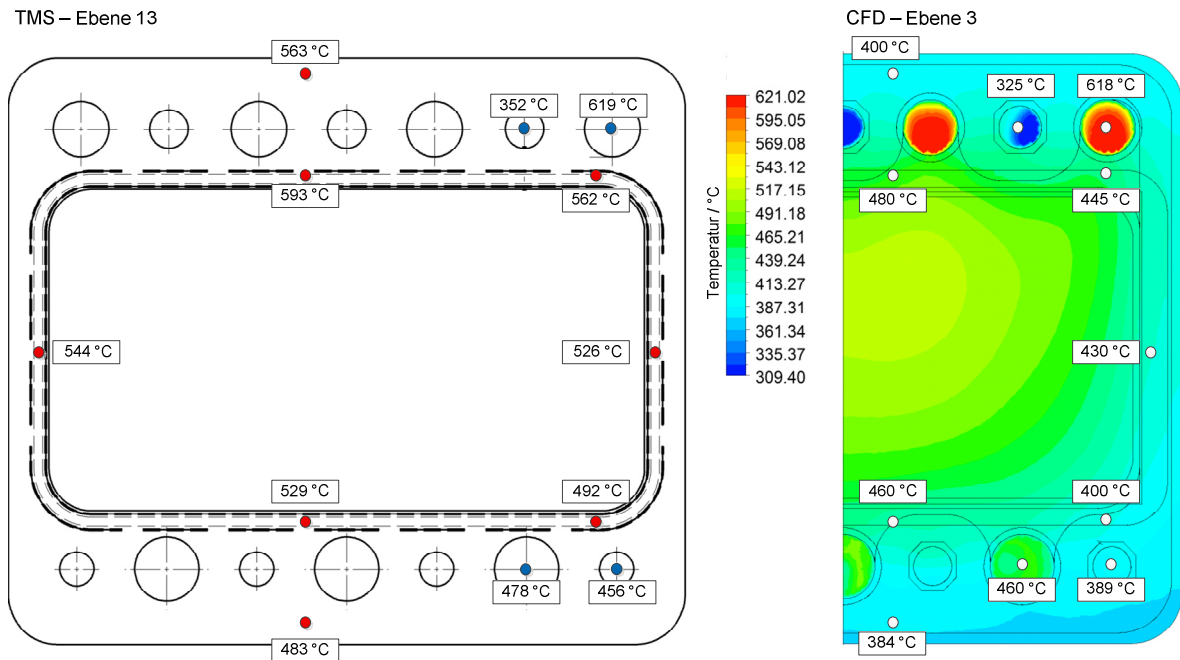 TMS – Ebene 13
563 °C
352 °C
619 °C
593 °C
562 °C
544 °C
526 °C
529 °C
492 °C
478 °C
456 °C
483 °C
Temperatur / °C
621.02
595.05
569.08
543.12
517.15
491.18
465.21
439.24
413.27
387.31
361.34
335.37
309.40
CFD – Ebene 3
400 °C
325 °C
618 °C
480 °C
445 °C
430 °C
460 °C
400 °C
460 °C
389 °C
384 °C